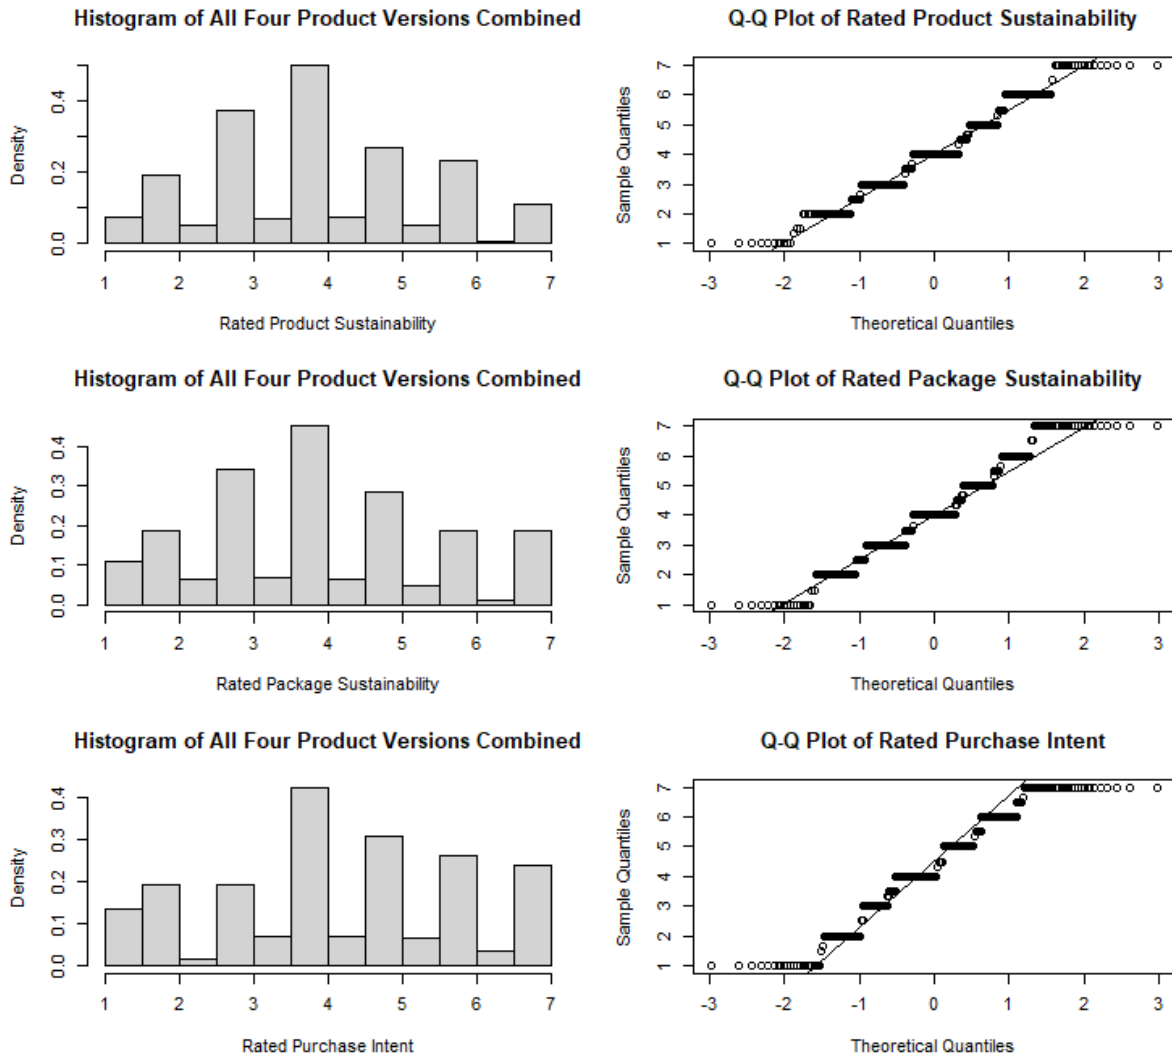 Histogram of All Four Product Versions Combined
Density
0.0 0.2 0.4
1 2 3 4 5 6 7
Rated Product Sustainability
Q-Q Plot of Rated Product Sustainability
Sample Quantiles
1 2 3 4 5 6 7
-3 -2 -1 0 1 2 3
Theoretical Quantiles
Histogram of All Four Product Versions Combined
Density
0.0 0.1 0.2 0.3 0.4
1 2 3 4 5 6 7
Rated Package Sustainability
Q-Q Plot of Rated Package Sustainability
Sample Quantiles
1 2 3 4 5 6 7
-3 -2 -1 0 1 2 3
Theoretical Quantiles
Histogram of All Four Product Versions Combined
Density
0.0 0.1 0.2 0.3 0.4
1 2 3 4 5 6 7
Rated Purchase Intent
Q-Q Plot of Rated Purchase Intent
Sample Quantiles
1 2 3 4 5 6 7
-3 -2 -1 0 1 2 3
Theoretical Quantiles